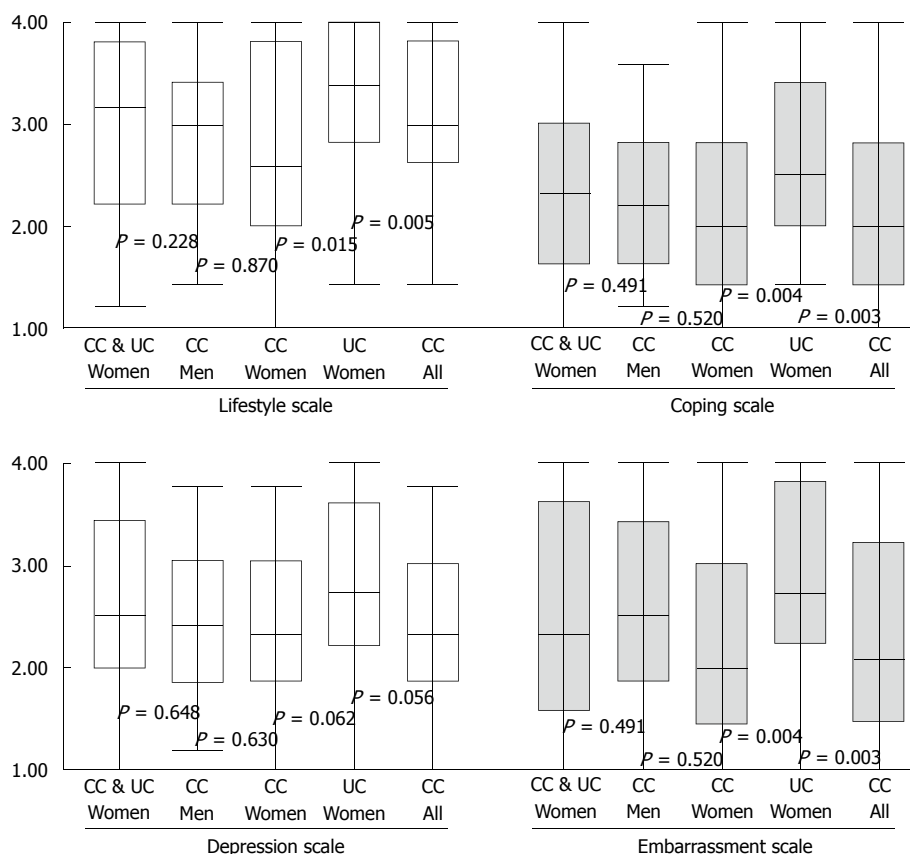 4.00
3.00
2.00
1.00
P = 0.228
P = 0.870
P = 0.015
P = 0.005
CC & UC Women
CC Men
CC Women
UC Women
CC All
Lifestyle scale
P = 0.491
P = 0.520
P = 0.004
P = 0.003
CC & UC Women
CC Men
CC Women
UC Women
CC All
Coping scale
4.00
3.00
2.00
1.00
P = 0.648
P = 0.630
P = 0.062
P = 0.056
CC & UC Women
CC Men
CC Women
UC Women
CC All
Depression scale
P = 0.491
P = 0.520
P = 0.004
P = 0.003
CC & UC Women
CC Men
CC Women
UC Women
CC All
Embarrassment scale